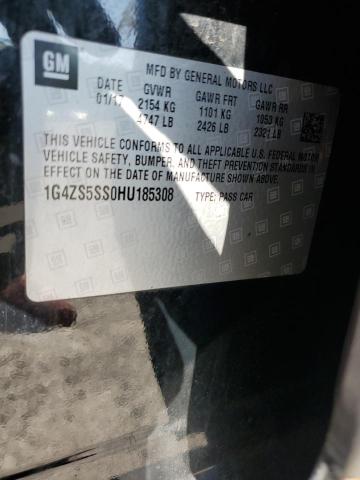 GM
MFD BY GENERAL MOTORS LLC
DATE GVWR GAWR FRT GAWR RR
01/17 2154 KG 1101 KG 1053 KG
4747 LB 2426 LB 2321 LB
THIS VEHICLE CONFORMS TO ALL APPLICABLE U.S. FEDERAL MOTOR
VEHICLE SAFETY, BUMPER, AND THEFT PREVENTION STANDARDS IN
EFFECT ON THE DATE OF MANUFACTURE SHOWN ABOVE.
1G4ZS5SS0HU185308 TYPE: PASS CAR